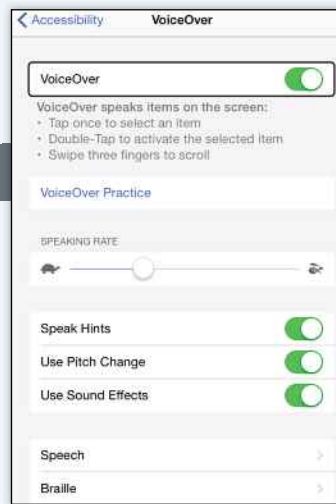 Accessibility VoiceOver
VoiceOver
VoiceOver speaks items on the screen:
• Tap once to select an item
• Double-Tap to activate the selected item
• Swipe three fingers to scroll
VoiceOver Practice
SPEAKING RATE
Speak Hints
Use Pitch Change
Use Sound Effects
Speech
Braille